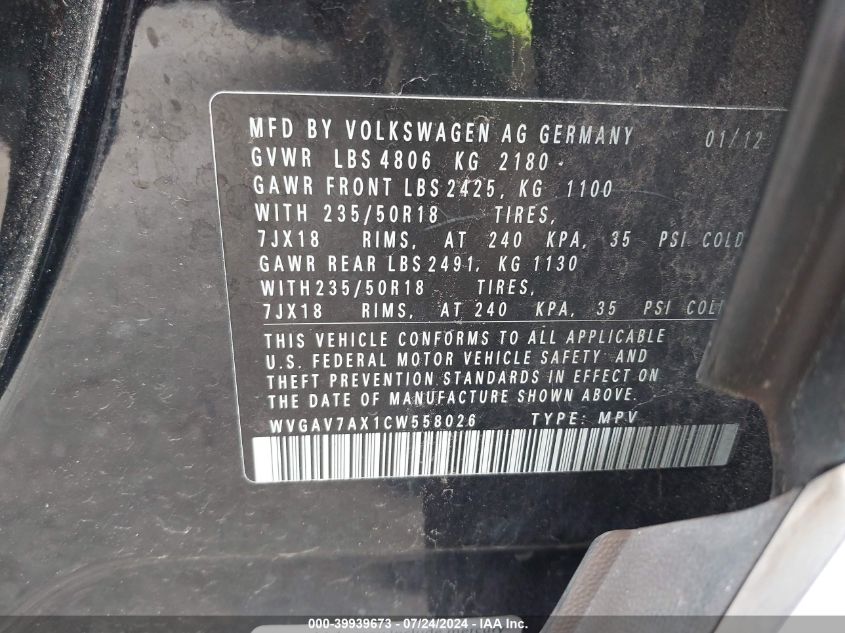 MFD BY VOLKSWAGEN AG GERMANY 01/12
GVWR LBS 4806 KG 2180-
GAWR FRONT LBS 2425, KG 1100
WITH 235/50R18 TIRES,
7JX18 RIMS, AT 240 KPA, 35 PSI COLD
GAWR REAR LBS 2491, KG 1130
WITH 235/50R18 TIRES,
7JX18 RIMS, AT 240 KPA, 35 PSI COL
THIS VEHICLE CONFORMS TO ALL APPLICABLE
U.S. FEDERAL MOTOR VEHICLE SAFETY AND
THEFT PREVENTION STANDARDS IN EFFECT ON
THE DATE OF MANUFACTURE SHOWN ABOVE.
WVGAV7AX1CW558026 TYPE: MPV
000-39939673 - 07/24/2024 - IAA Inc.